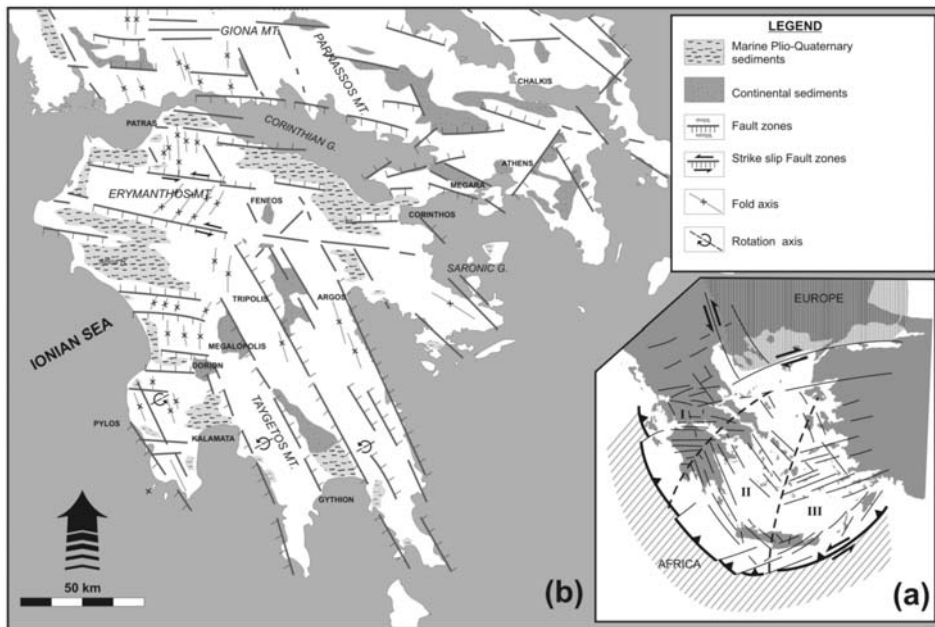 GIONA MT.
PARNASSOS MT.
CHALKIS
PATRAS
CORINTHIAN G.
ATHENS
MEGARA
ERYMANTHOS MT.
FENEOS
CORINTHOS
SARONIC G.
IONIAN SEA
TRIPOLIS
ARGOS
MEGALOPOLIS
DORION
PYLOS
KALAMATA
TAYGETOS MT.
GYTHION
50 km
(b)
LEGEND
Marine Plio-Quaternary
sediments
Continental sediments
Fault zones
Strike slip Fault zones
Fold axis
Rotation axis
EUROPE
I
II
III
AFRICA
(a)